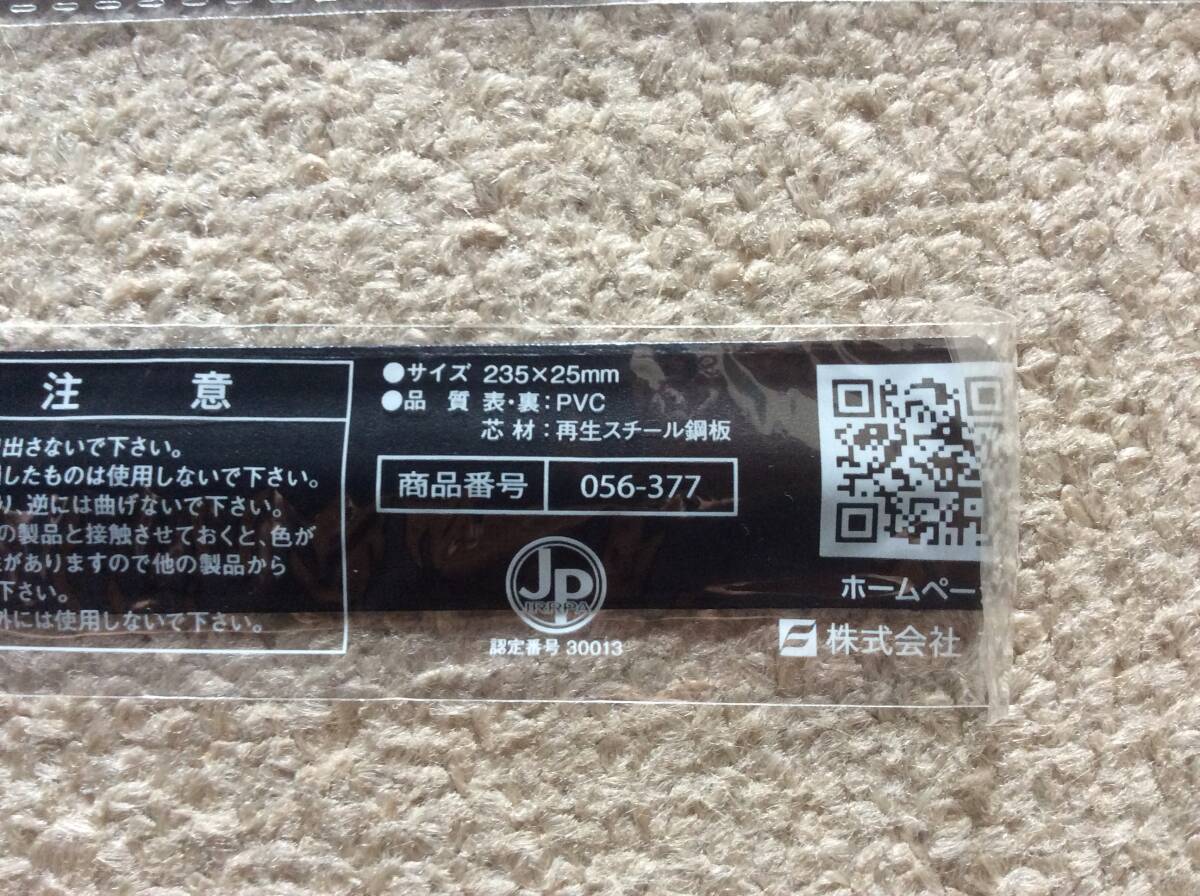 注 意
出さないで下さい。
したものは使用しないで下さい。
り、逆には曲げないで下さい。
の製品と接触させておくと、色が
がありますので他の製品から
下さい。
外には使用しないで下さい。
●サイズ 235×25mm
●品 質 表・裏：PVC
芯 材：再生スチール鋼板
商品番号 056-377
JP
JRRPA
認定番号 30013
ホームペー
株式会社